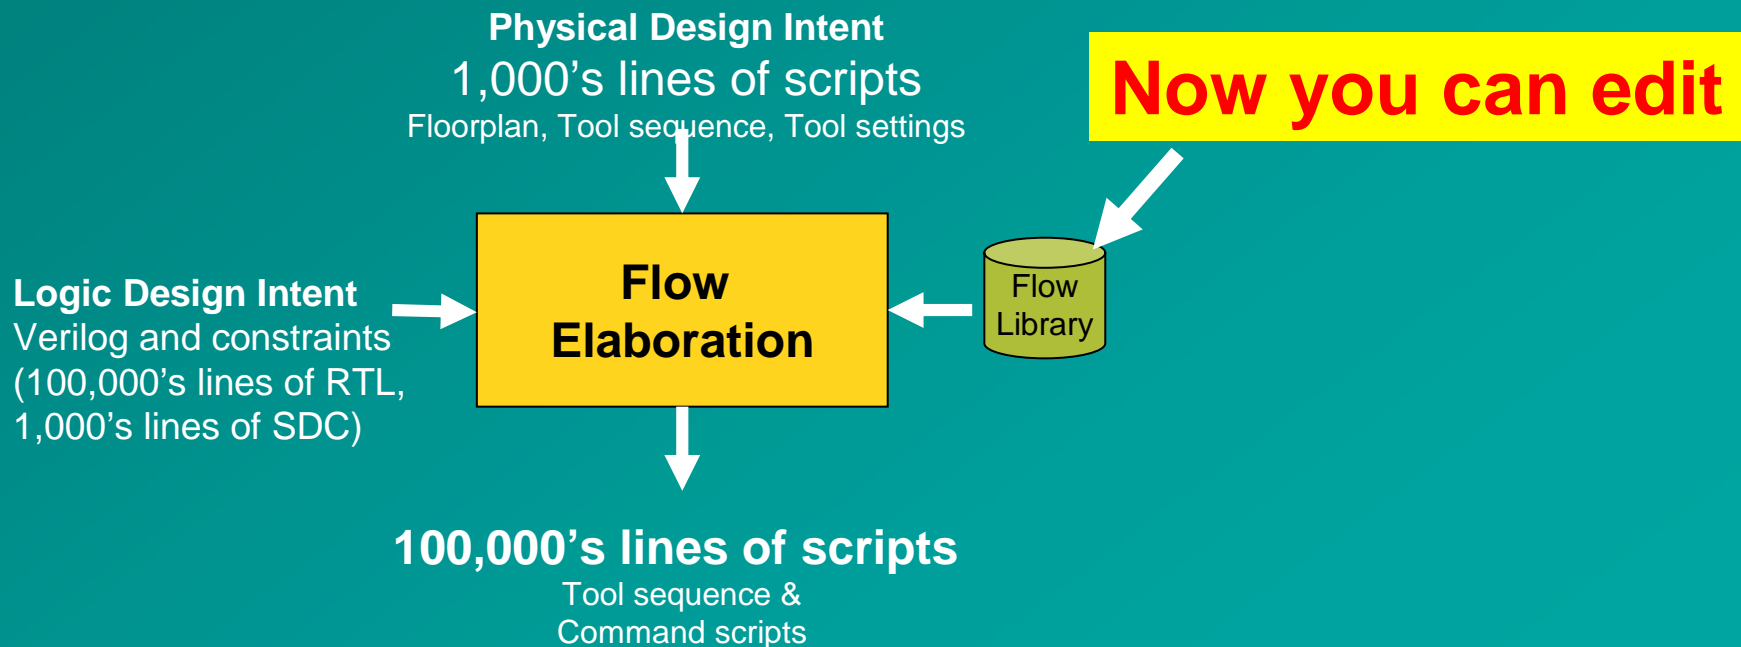 Physical Design Intent
1,000’s lines of scripts
Floorplan, Tool sequence, Tool settings
Now you can edit
Logic Design Intent
Verilog and constraints
(100,000’s lines of RTL,
1,000’s lines of SDC)
Flow
Elaboration
Flow
Library
100,000’s lines of scripts
Tool sequence &
Command scripts